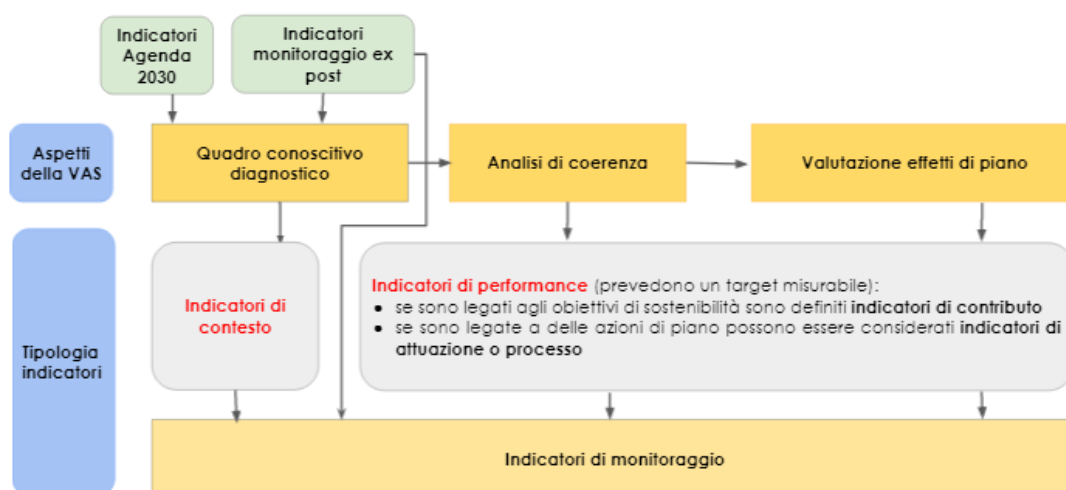 Indicatori
Agenda
2030
Indicatori
monitoraggio ex
post
Aspetti
della VAS
Quadro conoscitivo
diagnostico
Analisi di coerenza
Valutazione effetti di piano
Tipologia
indicatori
Indicatori di
contesto
Indicatori di performance (prevedono un target misurabile):
• se sono legati agli obiettivi di sostenibilità sono definiti indicatori di contributo
• se sono legate a delle azioni di piano possono essere considerati indicatori di
attuazione o processo
Indicatori di monitoraggio